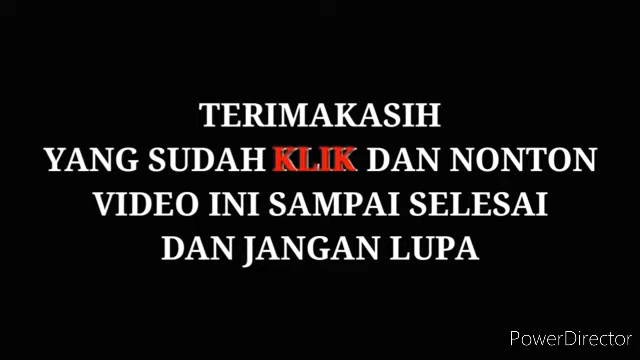 TERIMAKASIH
YANG SUDAH KLIK DAN NONTON
VIDEO INI SAMPAI SELESAI
DAN JANGAN LUPA
PowerDirector